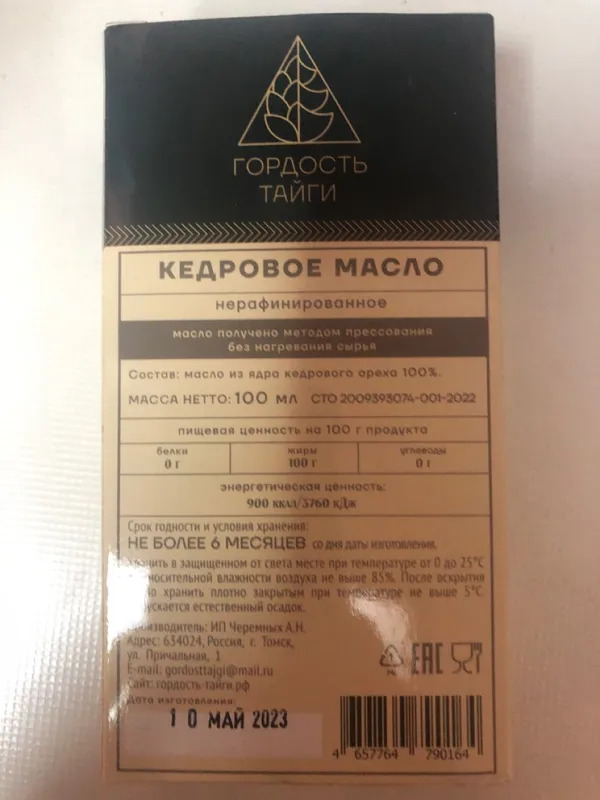 ГОРДОСТЬ
ТАЙГИ
КЕДРОВОЕ МАСЛО
нерафинированное
масло получено методом прессования
без нагревания сырья
Состав: масло из ядра кедрового ореха 100%.
МАССА НЕТТО: 100 мл СТО 2009393074-001-2022
пищевая ценность на 100 г продукта
белки жиры углеводы
0 г 100 г 0 г
энергетическая ценность:
900 ккал/3760 кДж
Срок годности и условия хранения:
НЕ БОЛЕЕ 6 МЕСЯЦЕВ со дня даты изготовления,
в защищенном от света месте при температуре от 0 до 25°С
относительной влажности воздуха не выше 85%. После вскрытия
хранить плотно закрытым при температуре не выше 5°С.
естественный осадок.
Производитель: ИП Черемных А.Н.
Адрес: 634024, Россия, г. Томск,
ул. Причальная, 1
E-mail: gordosttajgi@mail.ru
Сайт: гордость-тайги.рф
Дата изготовления:
10 МАЙ 2023
EAC
4 657764 790164